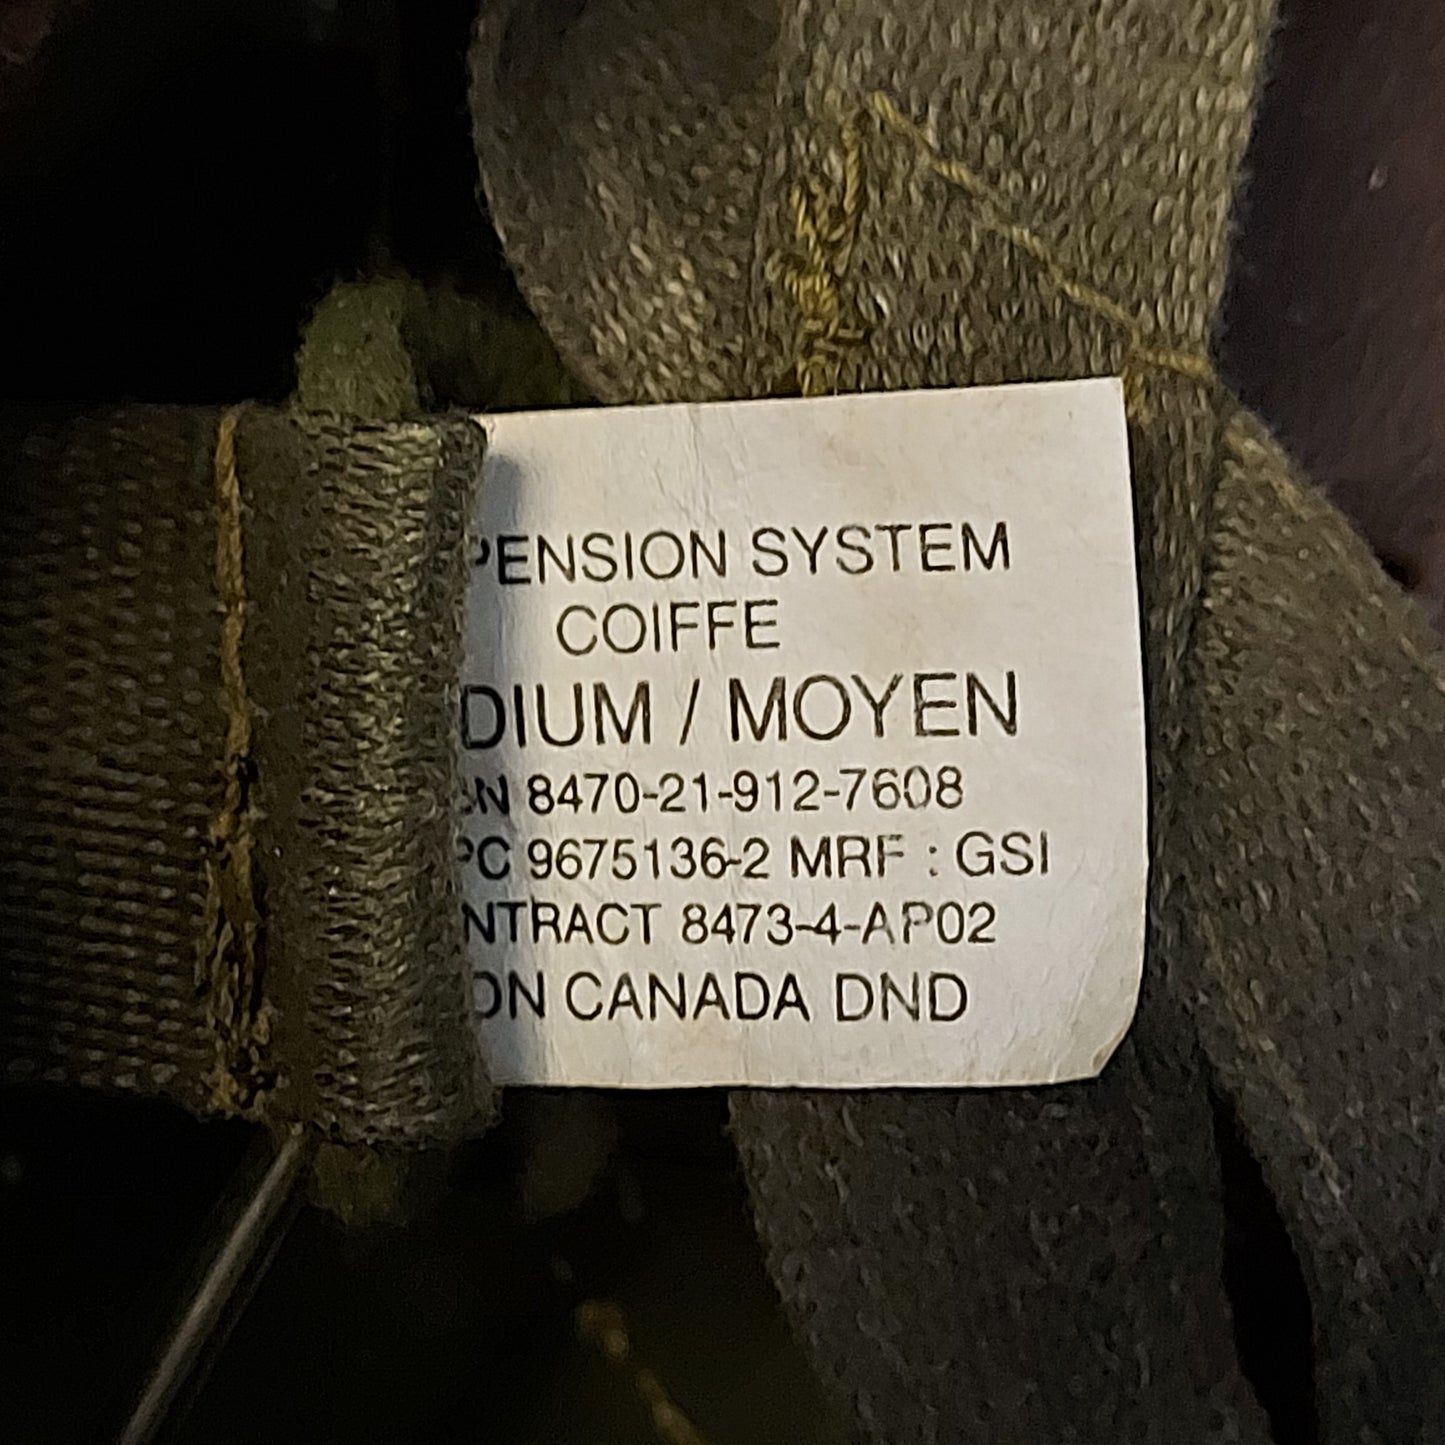 PENSION SYSTEM
COIFFE
DIUM / MOYEN
SN 8470-21-912-7608
PC 9675136-2 MRF : GSI
NTRACT 8473-4-AP02
ON CANADA DND